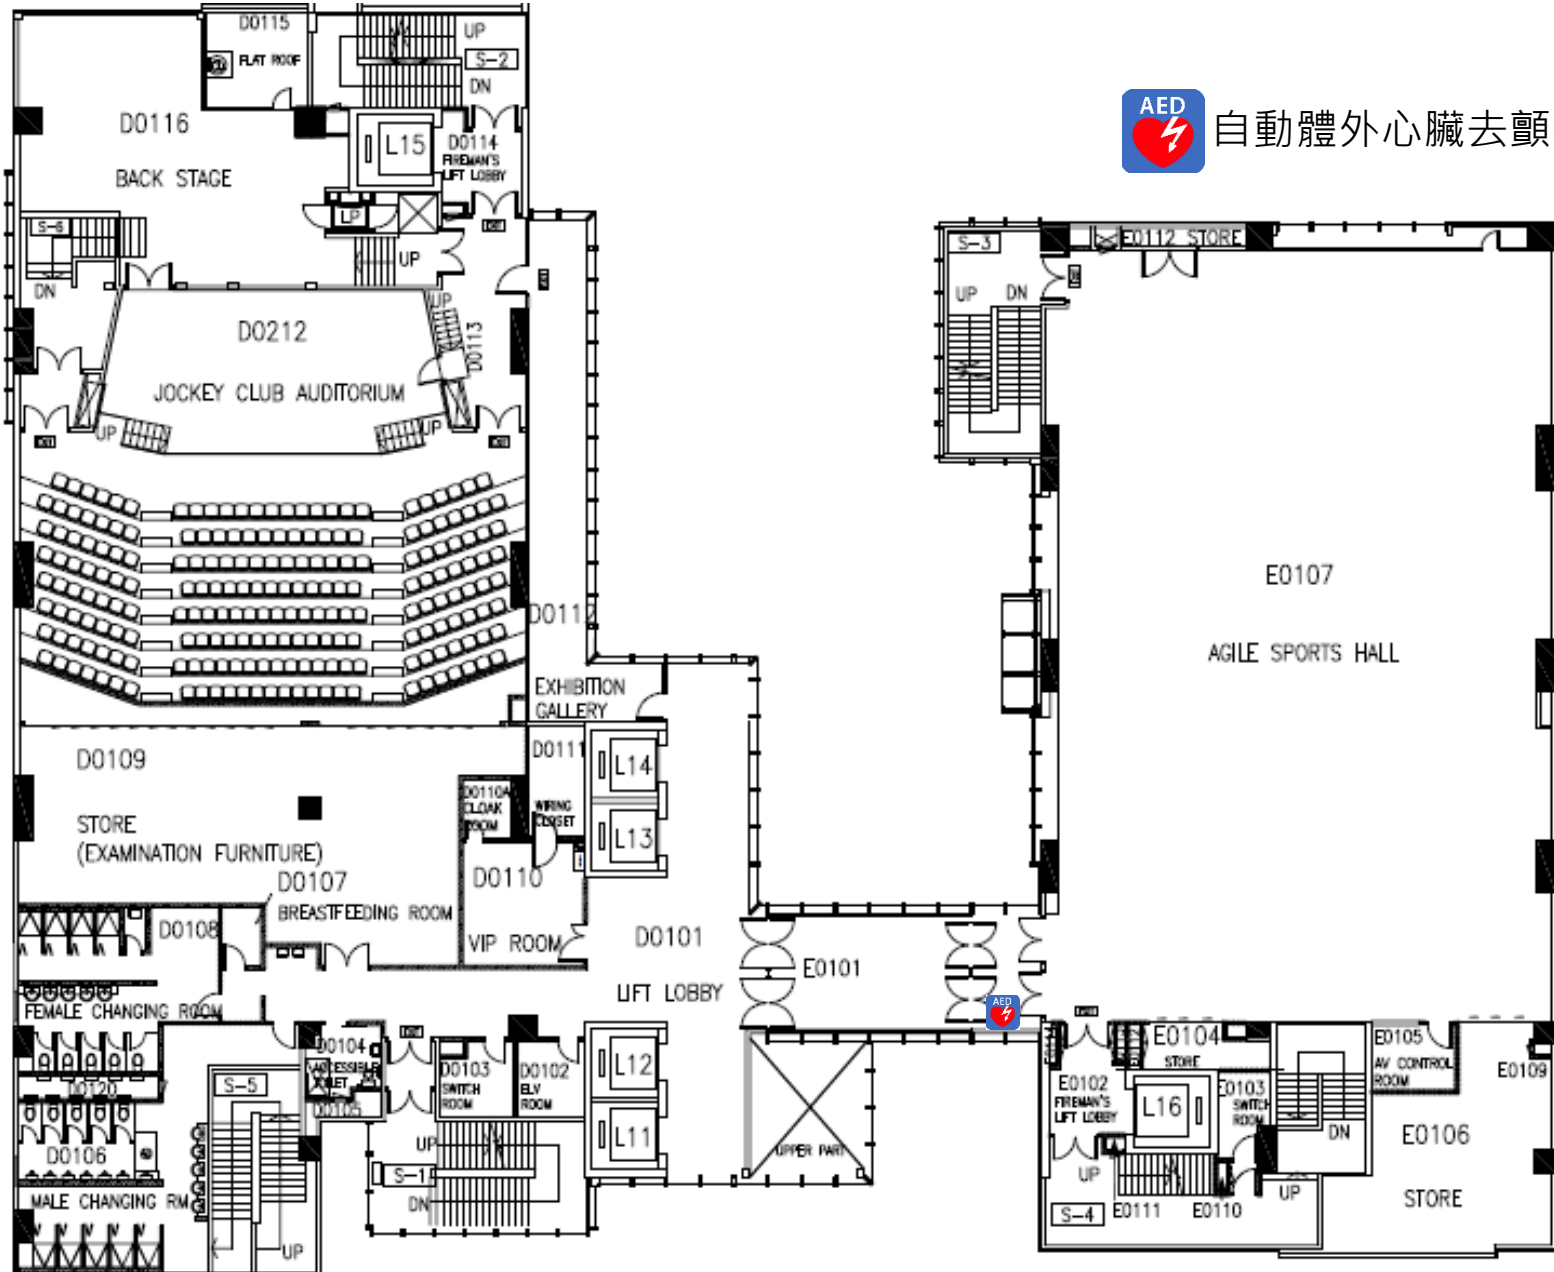 D0115
FLAT ROOF
UP
S-2
DN
D0116
BACK STAGE
L15
D0114
FIREMAN'S
LIFT LOBBY
LP
UP
S-6
DN
AED
自動體外心臟去顫
D0212
JOCKEY CLUB AUDITORIUM
UP
D0113
UP
UP
S-3
UP
DN
E0112 STORE
E0107
AGILE SPORTS HALL
D0112
EXHIBITION
GALLERY
D0109
STORE
(EXAMINATION FURNITURE)
D0111
WIRING
CLOSET
L14
L13
D0110A
CLOAK
ROOM
D0110
VIP ROOM
D0107
BREASTFEEDING ROOM
D0108
FEMALE CHANGING ROOM
D0101
LIFT LOBBY
E0101
AED
D0120
D0106
MALE CHANGING RM
S-5
UP
D0104
ACCESSIBLE
TOILET
D0105
D0103
SWITCH
ROOM
D0102
ELV
ROOM
L12
L11
UP
S-1
DN
UPPER PART
E0102
FIREMAN'S
LIFT LOBBY
E0104
STORE
L16
E0103
SWITCH
ROOM
UP
S-4
E0111
E0110
UP
DN
E0105
AV CONTROL
ROOM
E0109
E0106
STORE